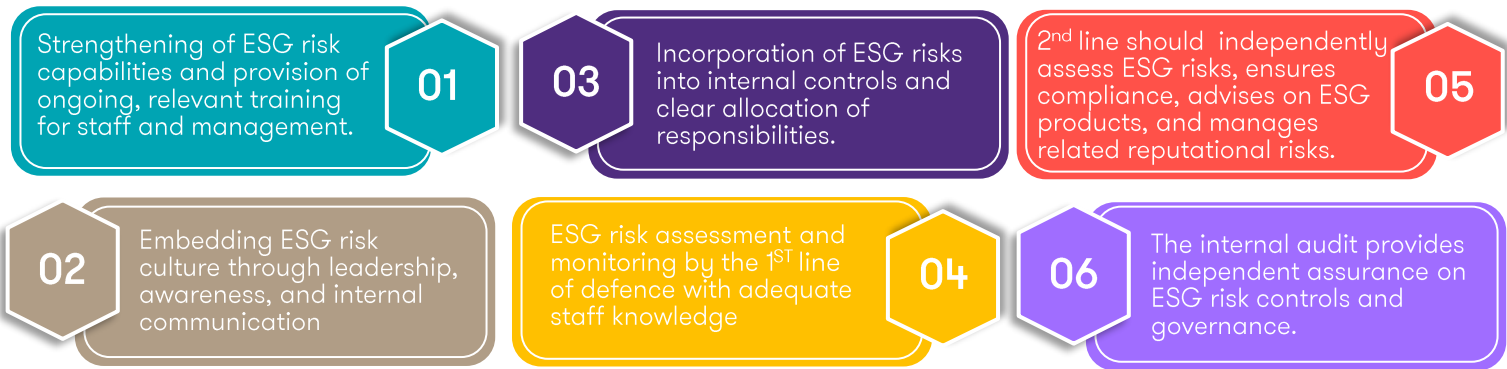 Strengthening of ESG risk
capabilities and provision of
ongoing, relevant training
for staff and management.
01
02
Embedding ESG risk
culture through leadership,
awareness, and internal
communication
03
Incorporation of ESG risks
into internal controls and
clear allocation of
responsibilities.
ESG risk assessment and
monitoring by the 1ST line
of defence with adequate
staff knowledge
04
2nd line should independently
assess ESG risks, ensures
compliance, advises on ESG
products, and manages
related reputational risks.
05
06
The internal audit provides
independent assurance on
ESG risk controls and
governance.